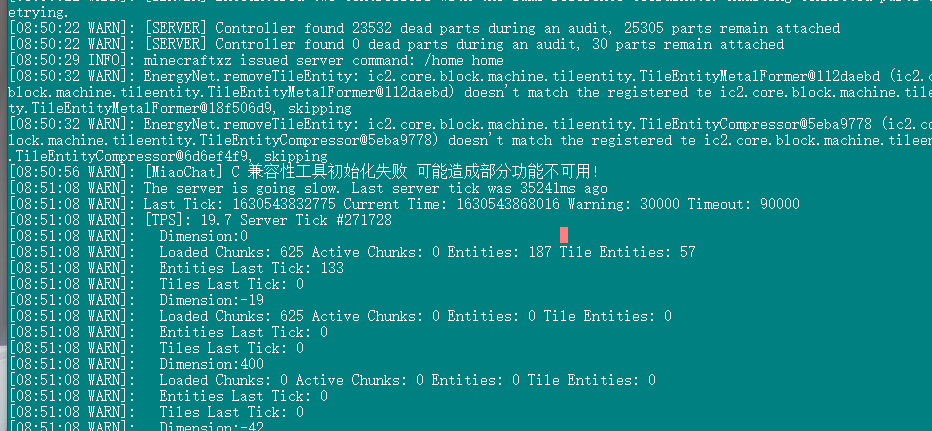 etrying.
[08:50:22 WARN]: [SERVER] Controller found 23532 dead parts during an audit, 25305 parts remain attached
[08:50:22 WARN]: [SERVER] Controller found 0 dead parts during an audit, 30 parts remain attached
[08:50:29 INFO]: minecraftxz issued server command: /home home
[08:50:32 WARN]: EnergyNet.removeTileEntity: ic2.core.block.machine.tileentity.TileEntityMetalFormer@112daebd (ic2.core.
block.machine.tileentity.TileEntityMetalFormer@112daebd) doesn't match the registered te ic2.core.block.machine.tileenti
ty.TileEntityMetalFormer@18f506d9, skipping
[08:50:32 WARN]: EnergyNet.removeTileEntity: ic2.core.block.machine.tileentity.TileEntityCompressor@5eba9778 (ic2.core.b
lock.machine.tileentity.TileEntityCompressor@5eba9778) doesn't match the registered te ic2.core.block.machine.tileentity
.TileEntityCompressor@6d6ef4f9, skipping
[08:50:56 WARN]: [MiaoChat] C 兼容性工具初始化失败 可能造成部分功能不可用!
[08:51:08 WARN]: The server is going slow. Last server tick was 35241ms ago
[08:51:08 WARN]: Last Tick: 1630543832775 Current Time: 1630543868016 Warning: 30000 Timeout: 90000
[08:51:08 WARN]: [TPS]: 19.7 Server Tick #271728
[08:51:08 WARN]: Dimension:0
[08:51:08 WARN]: Loaded Chunks: 625 Active Chunks: 0 Entities: 187 Tile Entities: 57
[08:51:08 WARN]: Entities Last Tick: 133
[08:51:08 WARN]: Tiles Last Tick: 0
[08:51:08 WARN]: Dimension:-19
[08:51:08 WARN]: Loaded Chunks: 625 Active Chunks: 0 Entities: 0 Tile Entities: 0
[08:51:08 WARN]: Entities Last Tick: 0
[08:51:08 WARN]: Tiles Last Tick: 0
[08:51:08 WARN]: Dimension:400
[08:51:08 WARN]: Loaded Chunks: 0 Active Chunks: 0 Entities: 0 Tile Entities: 0
[08:51:08 WARN]: Entities Last Tick: 0
[08:51:08 WARN]: Tiles Last Tick: 0
[08:51:08 WARN]: Dimension:-42